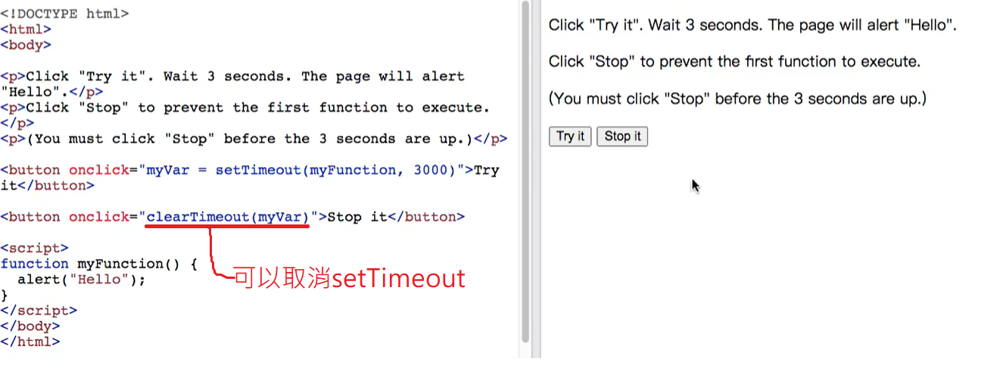 <!DOCTYPE html>
<html>
<body>
<p>Click "Try it". Wait 3 seconds. The page will alert
"Hello".</p>
<p>Click "Stop" to prevent the first function to execute.
</p>
<p>(You must click "Stop" before the 3 seconds are up.)</p>
<button onclick="myVar = setTimeout(myFunction, 3000)">Try
it</button>
<button onclick="clearTimeout(myVar)">Stop it</button>
<script>
function myFunction() {
  alert("Hello");
}
</script>
</body>
</html>
可以取消setTimeout
Click "Try it". Wait 3 seconds. The page will alert "Hello".
Click "Stop" to prevent the first function to execute.
(You must click "Stop" before the 3 seconds are up.)
Try it Stop it